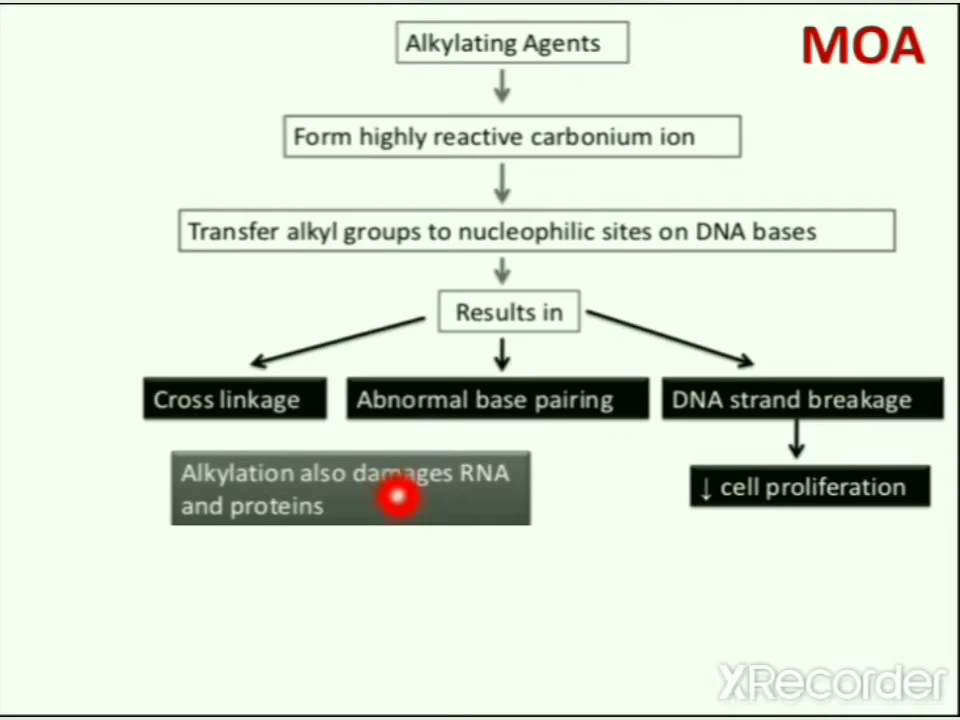 MOA
Alkylating Agents
Form highly reactive carbonium ion
Transfer alkyl groups to nucleophilic sites on DNA bases
Results in
Cross linkage
Abnormal base pairing
DNA strand breakage
Alkylation also damages RNA
and proteins
↓ cell proliferation
XRecorder